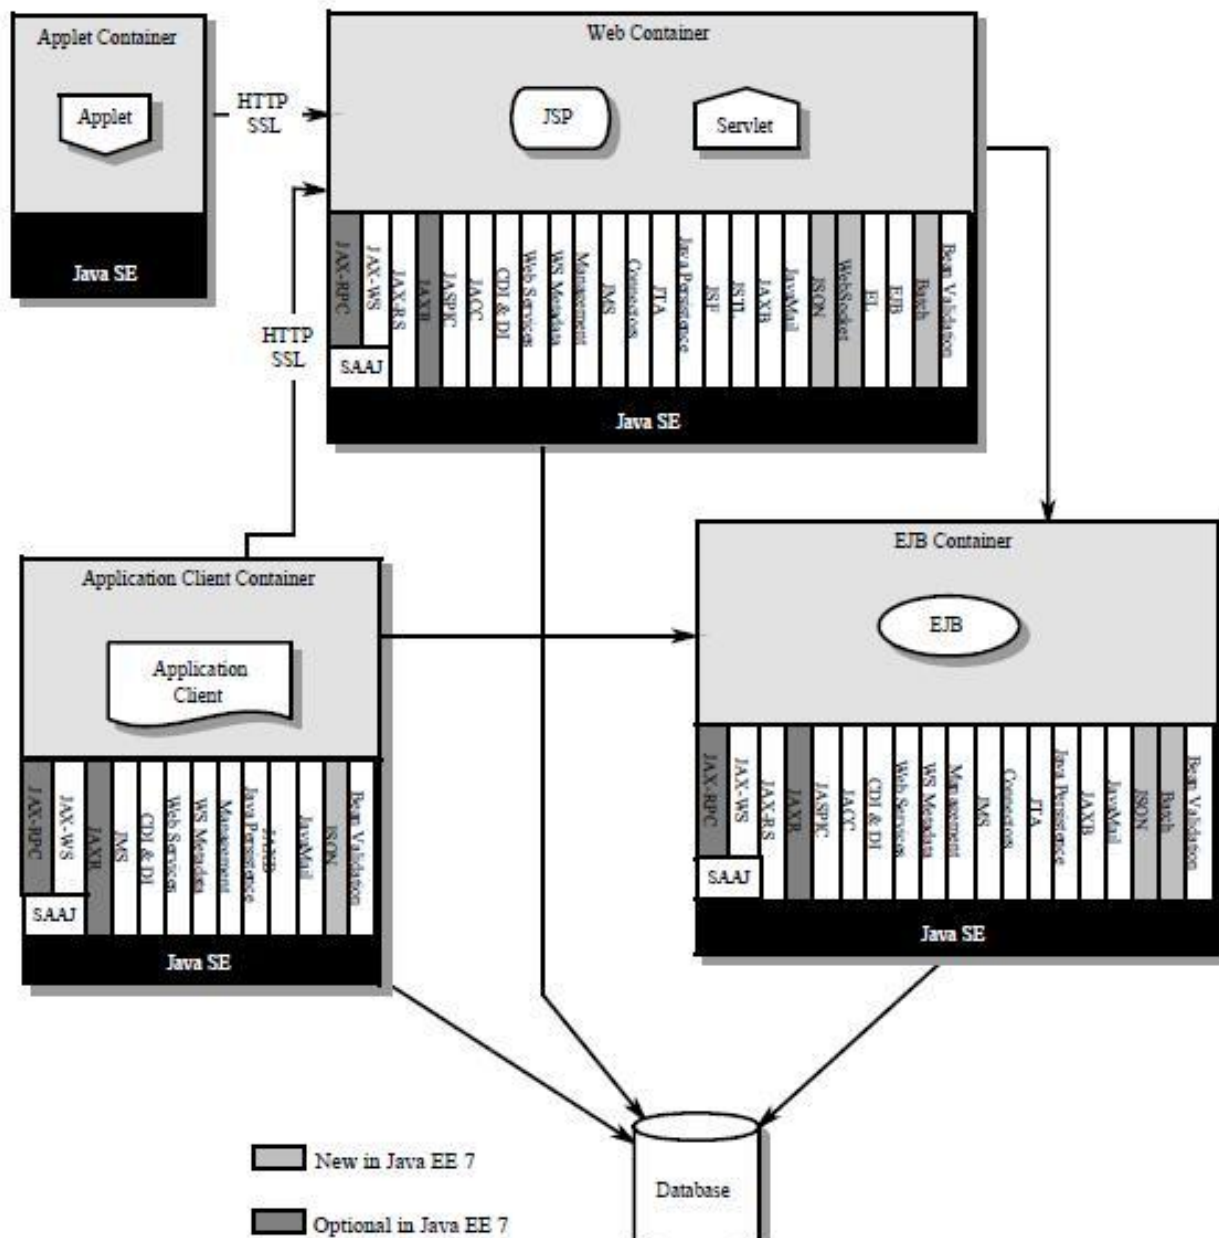 Applet Container
Applet
Java SE
HTTP
SSL
Web Container
JSP
Servlet
JAX-RPC
JAX-WS
SAAJ
JAX-RS
JAXR
JASPIC
JACC
CDI & DI
Web Services
WS Metadata
Management
JMS
Connectors
JTA
Java Persistence
JSF
JSTL
JAXB
JavaMail
JSON
WebSocket
EL
EJB
Batch
Bean Validation
Java SE
HTTP
SSL
Application Client Container
Application
Client
JAX-RPC
JAX-WS
SAAJ
JAXR
JMS
CDI & DI
Web Services
WS Metadata
Management
Java Persistence
JAXB
JavaMail
JSON
Bean Validation
Java SE
EJB Container
EJB
JAX-RPC
JAX-WS
SAAJ
JAX-RS
JAXR
JASPIC
JACC
CDI & DI
Web Services
WS Metadata
Management
JMS
Connectors
JTA
Java Persistence
JAXB
JavaMail
JSON
Batch
Bean Validation
Java SE
New in Java EE 7
Optional in Java EE 7
Database